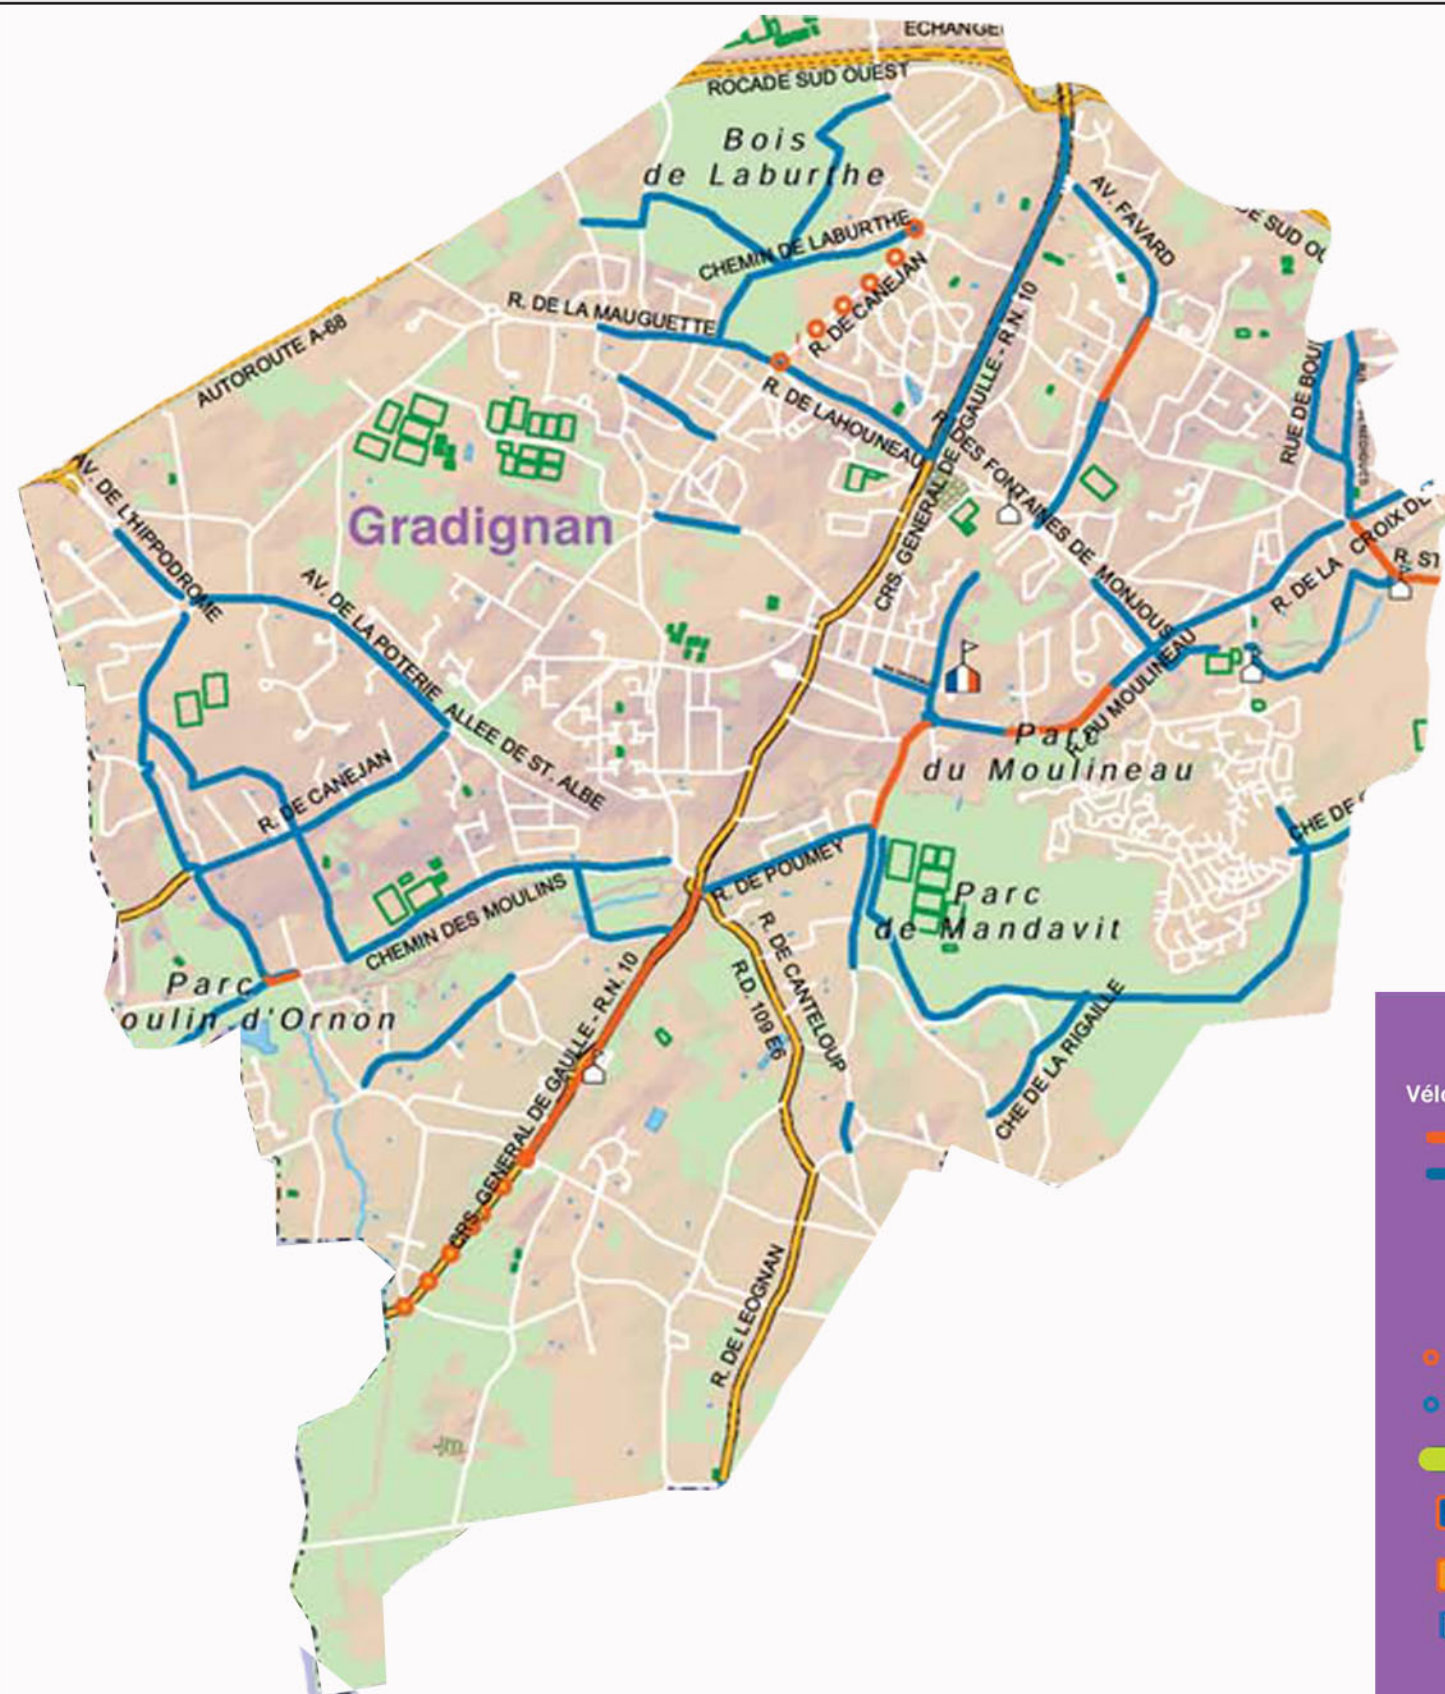 ECHANGE
ROCADE SUD OUEST
Bois
de Laburthe
AV. FAVARD
DE SUD OU
CHEMIN DE LABURTHE
R. DE CANEJAN
R. DE LA MAUGUETTE
AUTOROUTE A-68
CRS. GENERAL DE GAULLE - R.N. 10
RUE DE BOU
R. DE LAHOUNEAU
R. DES FONTAINES DE MONJOUS
AV. DE L'HIPPODROME
Gradignan
R. DE LA CROIX DE
R. ST
AV. DE LA POTERIE
R. DU MOULINEAU
ALLEE DE ST. ALBE
Parc
du Moulineau
R. DE CANEJAN
CHE DE
R. DE POUMEY
CHEMIN DES MOULINS
Parc
de Mandavit
R. DE CANTELOUP
R.D. 109 E6
Parc
oulin d'Ornon
CRS. GENERAL DE GAULLE - R.N. 10
CHE DE LA RIGAILLE
Vélo
R. DE LEOGNAN